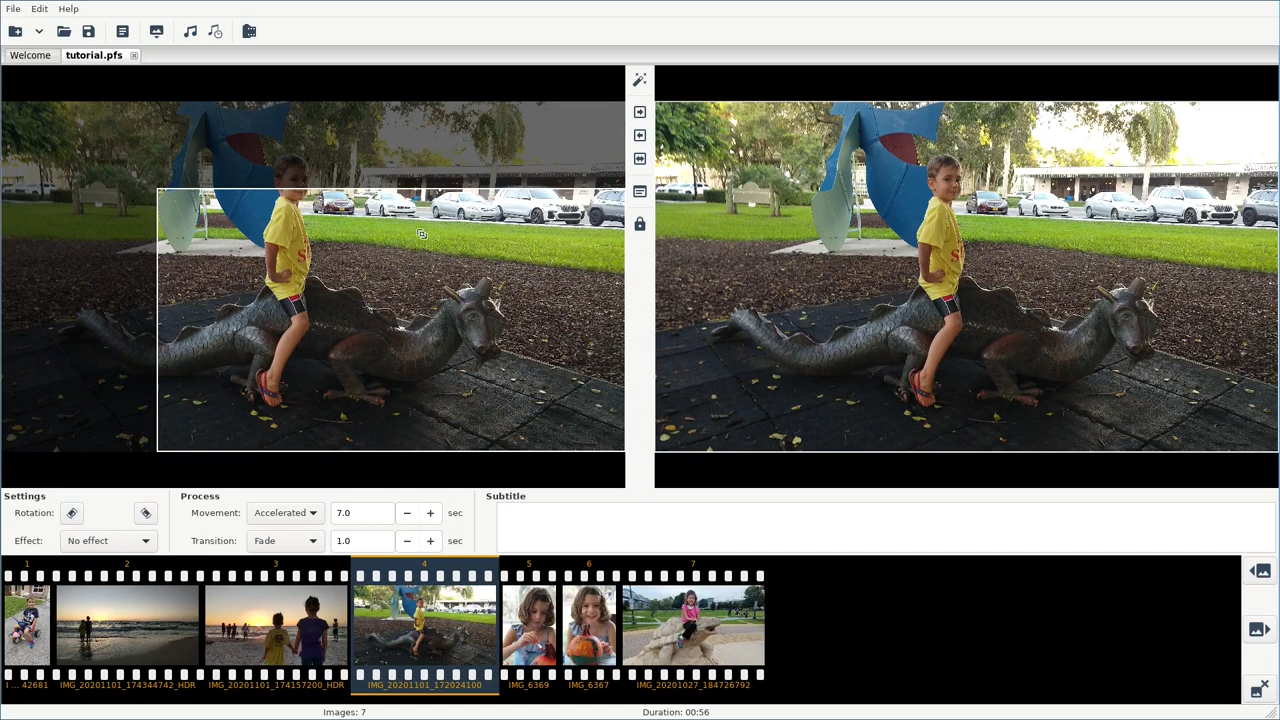 File Edit Help
Welcome tutorial.pfs
Settings Process Subtitle
Rotation: Movement: Accelerated 7.0 sec
Effect: No effect Transition: Fade 1.0 sec
1 2 3 4 5 6 7
I ... 42681 IMG_20201101_174344742_HDR IMG_20201101_174157200_HDR IMG_20201101_172024100 IMG_6369 IMG_6367 IMG_20201027_184726792
Images: 7 Duration: 00:56